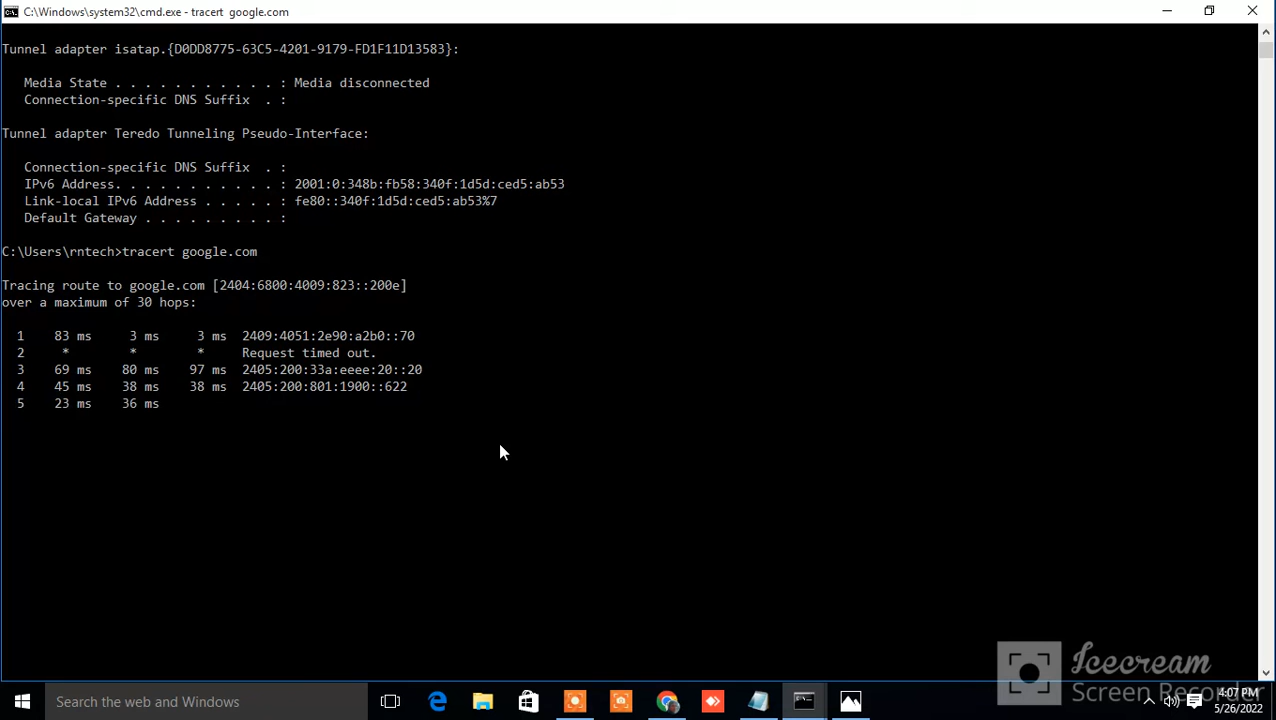 C:\Windows\system32\cmd.exe - tracert google.com
Tunnel adapter isatap.{D0DD8775-63C5-4201-9179-FD1F11D13583}:
Media State . . . . . . . . . . . : Media disconnected
Connection-specific DNS Suffix . :
Tunnel adapter Teredo Tunneling Pseudo-Interface:
Connection-specific DNS Suffix . :
IPv6 Address. . . . . . . . . . . : 2001:0:348b:fb58:340f:1d5d:ced5:ab53
Link-local IPv6 Address . . . . . : fe80::340f:1d5d:ced5:ab53%7
Default Gateway . . . . . . . . . :
C:\Users\rntech>tracert google.com
Tracing route to google.com [2404:6800:4009:823::200e]
over a maximum of 30 hops:
1 83 ms 3 ms 3 ms 2409:4051:2e90:a2b0::70
2 * * * Request timed out.
3 69 ms 80 ms 97 ms 2405:200:33a:eeee:20::20
4 45 ms 38 ms 38 ms 2405:200:801:1900::622
5 23 ms 36 ms
Icecream
Screen Recorder
Search the web and Windows
4:07 PM
5/26/2022